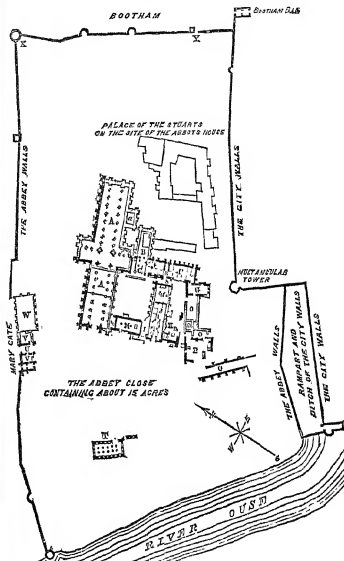 BOOTHAM
BOOTHAM BAR
X
X
PALACE OF THE STUARTS
ON THE SITE OF THE ABBOTS HOUSE
THE ABBEY WALLS
THE CITY WALLS
A
B
MULTANGULAR
TOWER
W
MARY GATE
THE ABBEY CLOSE
CONTAINING ABOUT 15 ACRES
THE ABBEY WALLS
RAMPART AND
DITCH OF THE CITY WALLS
THE CITY WALLS
T
N
E
W
S
RIVER OUSE